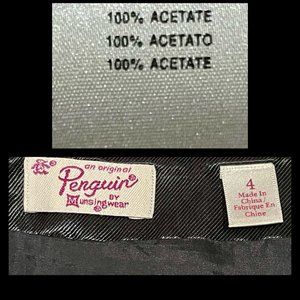 100% ACETATE
100% ACETATO
100% ACETATE
an original
Penguin
BY
Munsingwear
4
Made In
China/
Fabriqué En
Chine